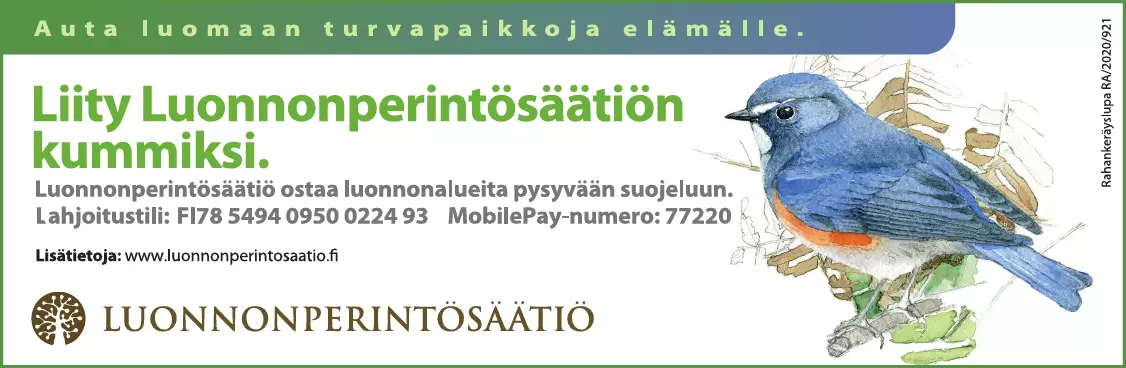 Auta luomaan turvapaikkoja elämälle.
Liity Luonnonperintösäätiön
kummiksi.
Luonnonperintösäätiö ostaa luonnonalueita pysyvään suojeluun.
Lahjoitustili: FI78 5494 0950 0224 93 MobilePay-numero: 77220
Lisätietoja: www.luonnonperintosaatio.fi
LUONNONPERINTÖSÄÄTIÖ
Rahankeräyslupa RA/2020/921